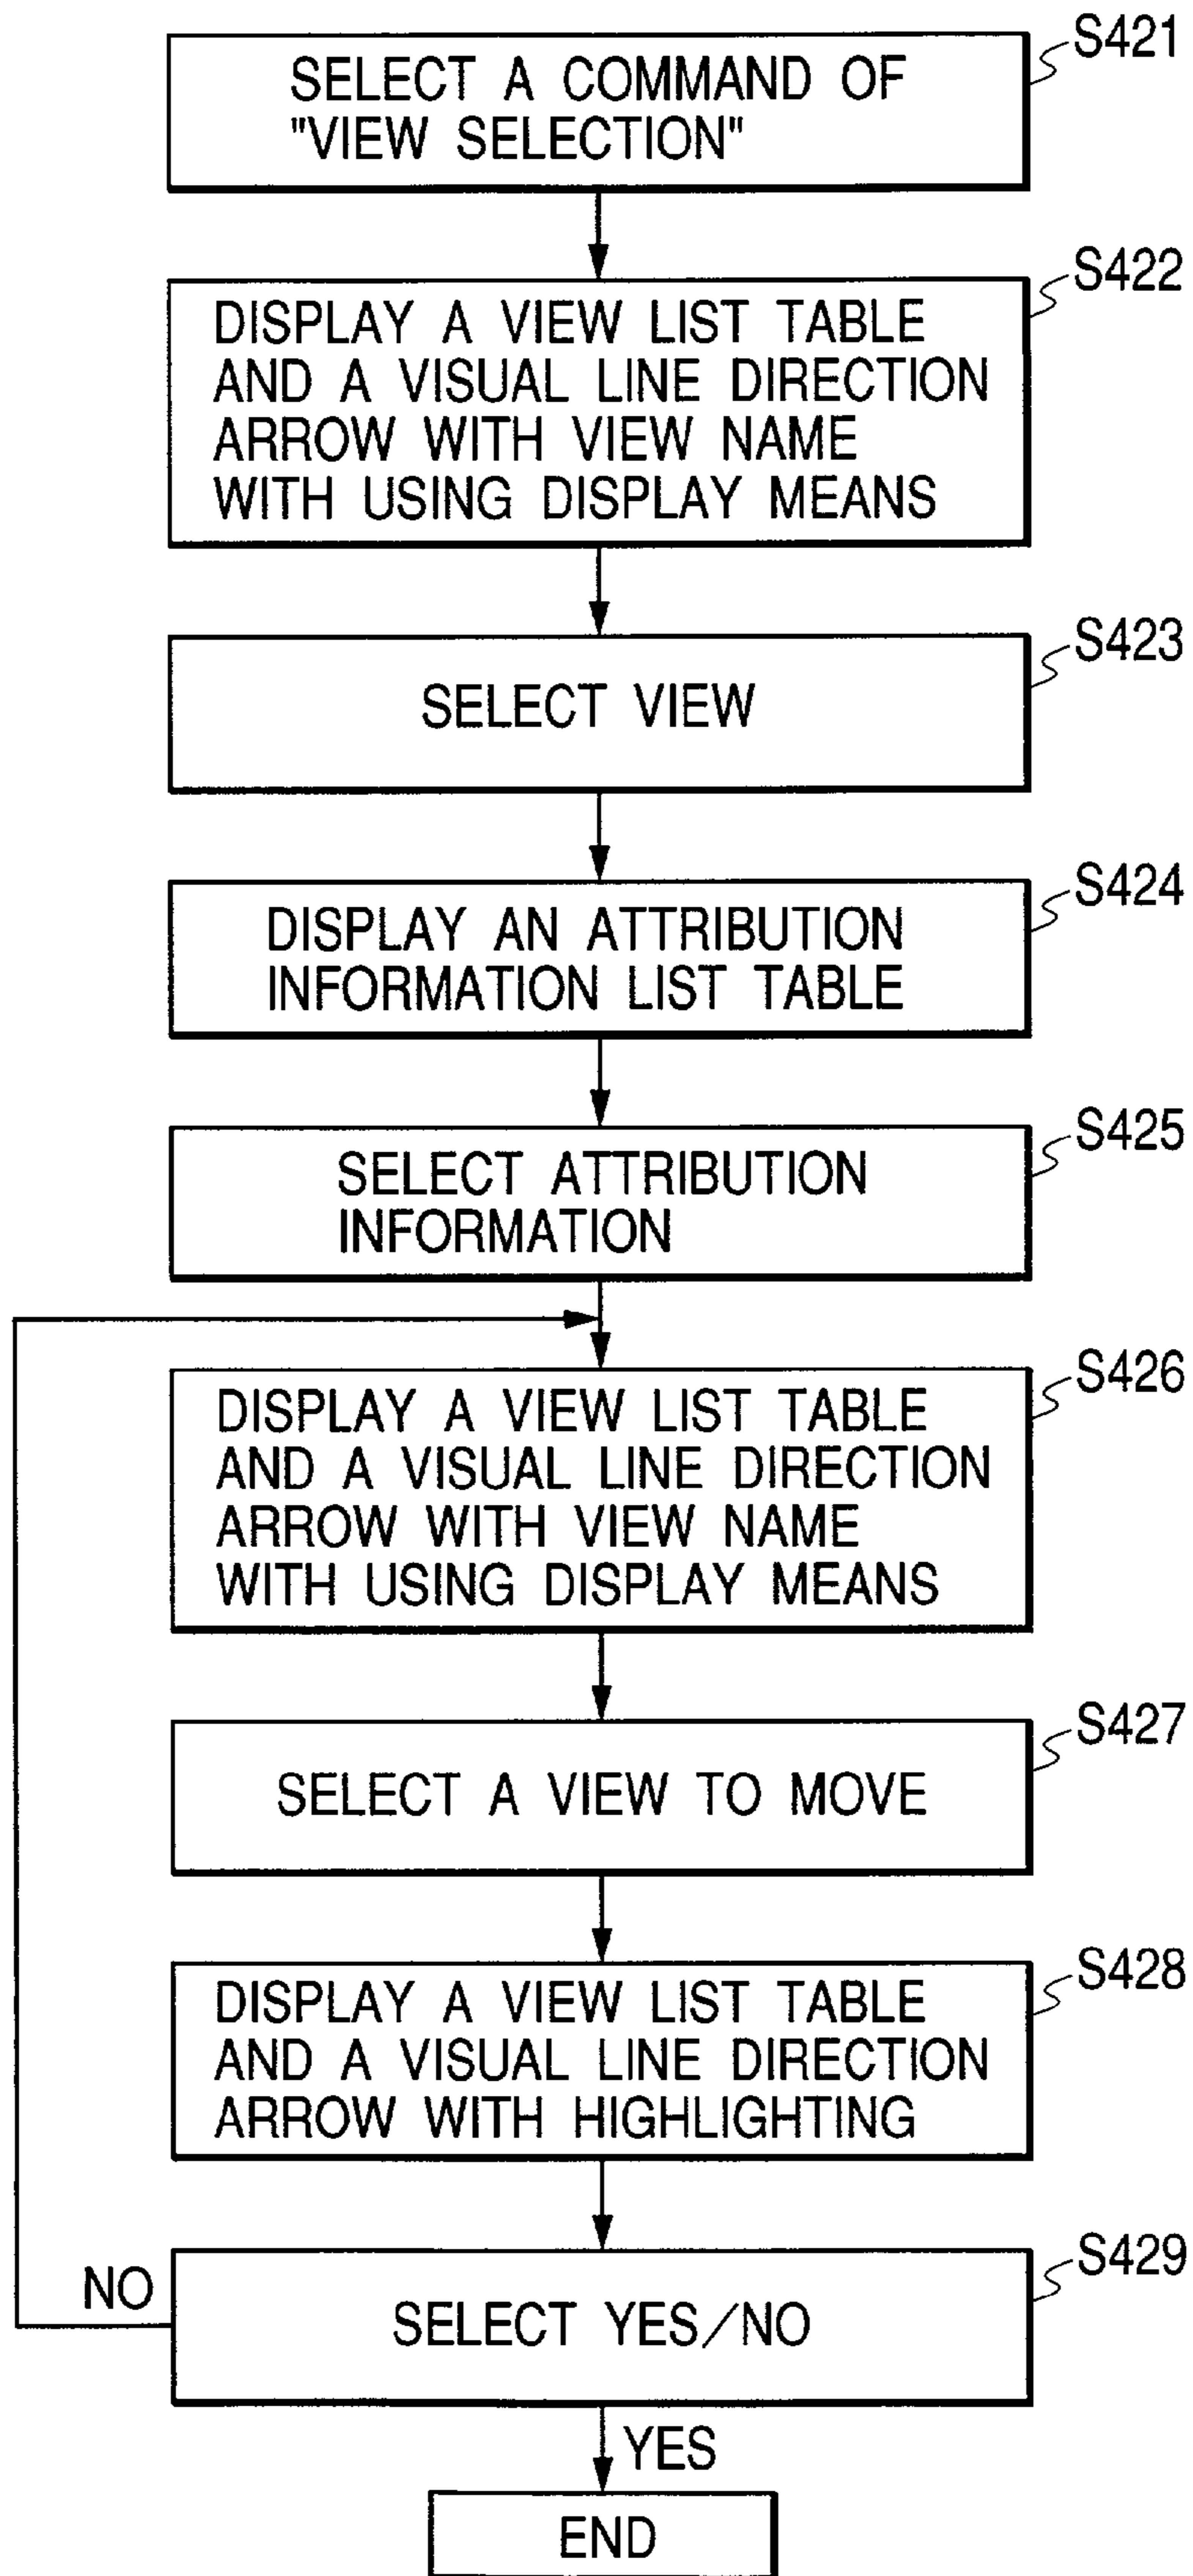 S421
SELECT A COMMAND OF
"VIEW SELECTION"
S422
DISPLAY A VIEW LIST TABLE
AND A VISUAL LINE DIRECTION
ARROW WITH VIEW NAME
WITH USING DISPLAY MEANS
S423
SELECT VIEW
S424
DISPLAY AN ATTRIBUTION
INFORMATION LIST TABLE
S425
SELECT ATTRIBUTION
INFORMATION
S426
DISPLAY A VIEW LIST TABLE
AND A VISUAL LINE DIRECTION
ARROW WITH VIEW NAME
WITH USING DISPLAY MEANS
S427
SELECT A VIEW TO MOVE
S428
DISPLAY A VIEW LIST TABLE
AND A VISUAL LINE DIRECTION
ARROW WITH HIGHLIGHTING
S429
NO
SELECT YES/NO
YES
END